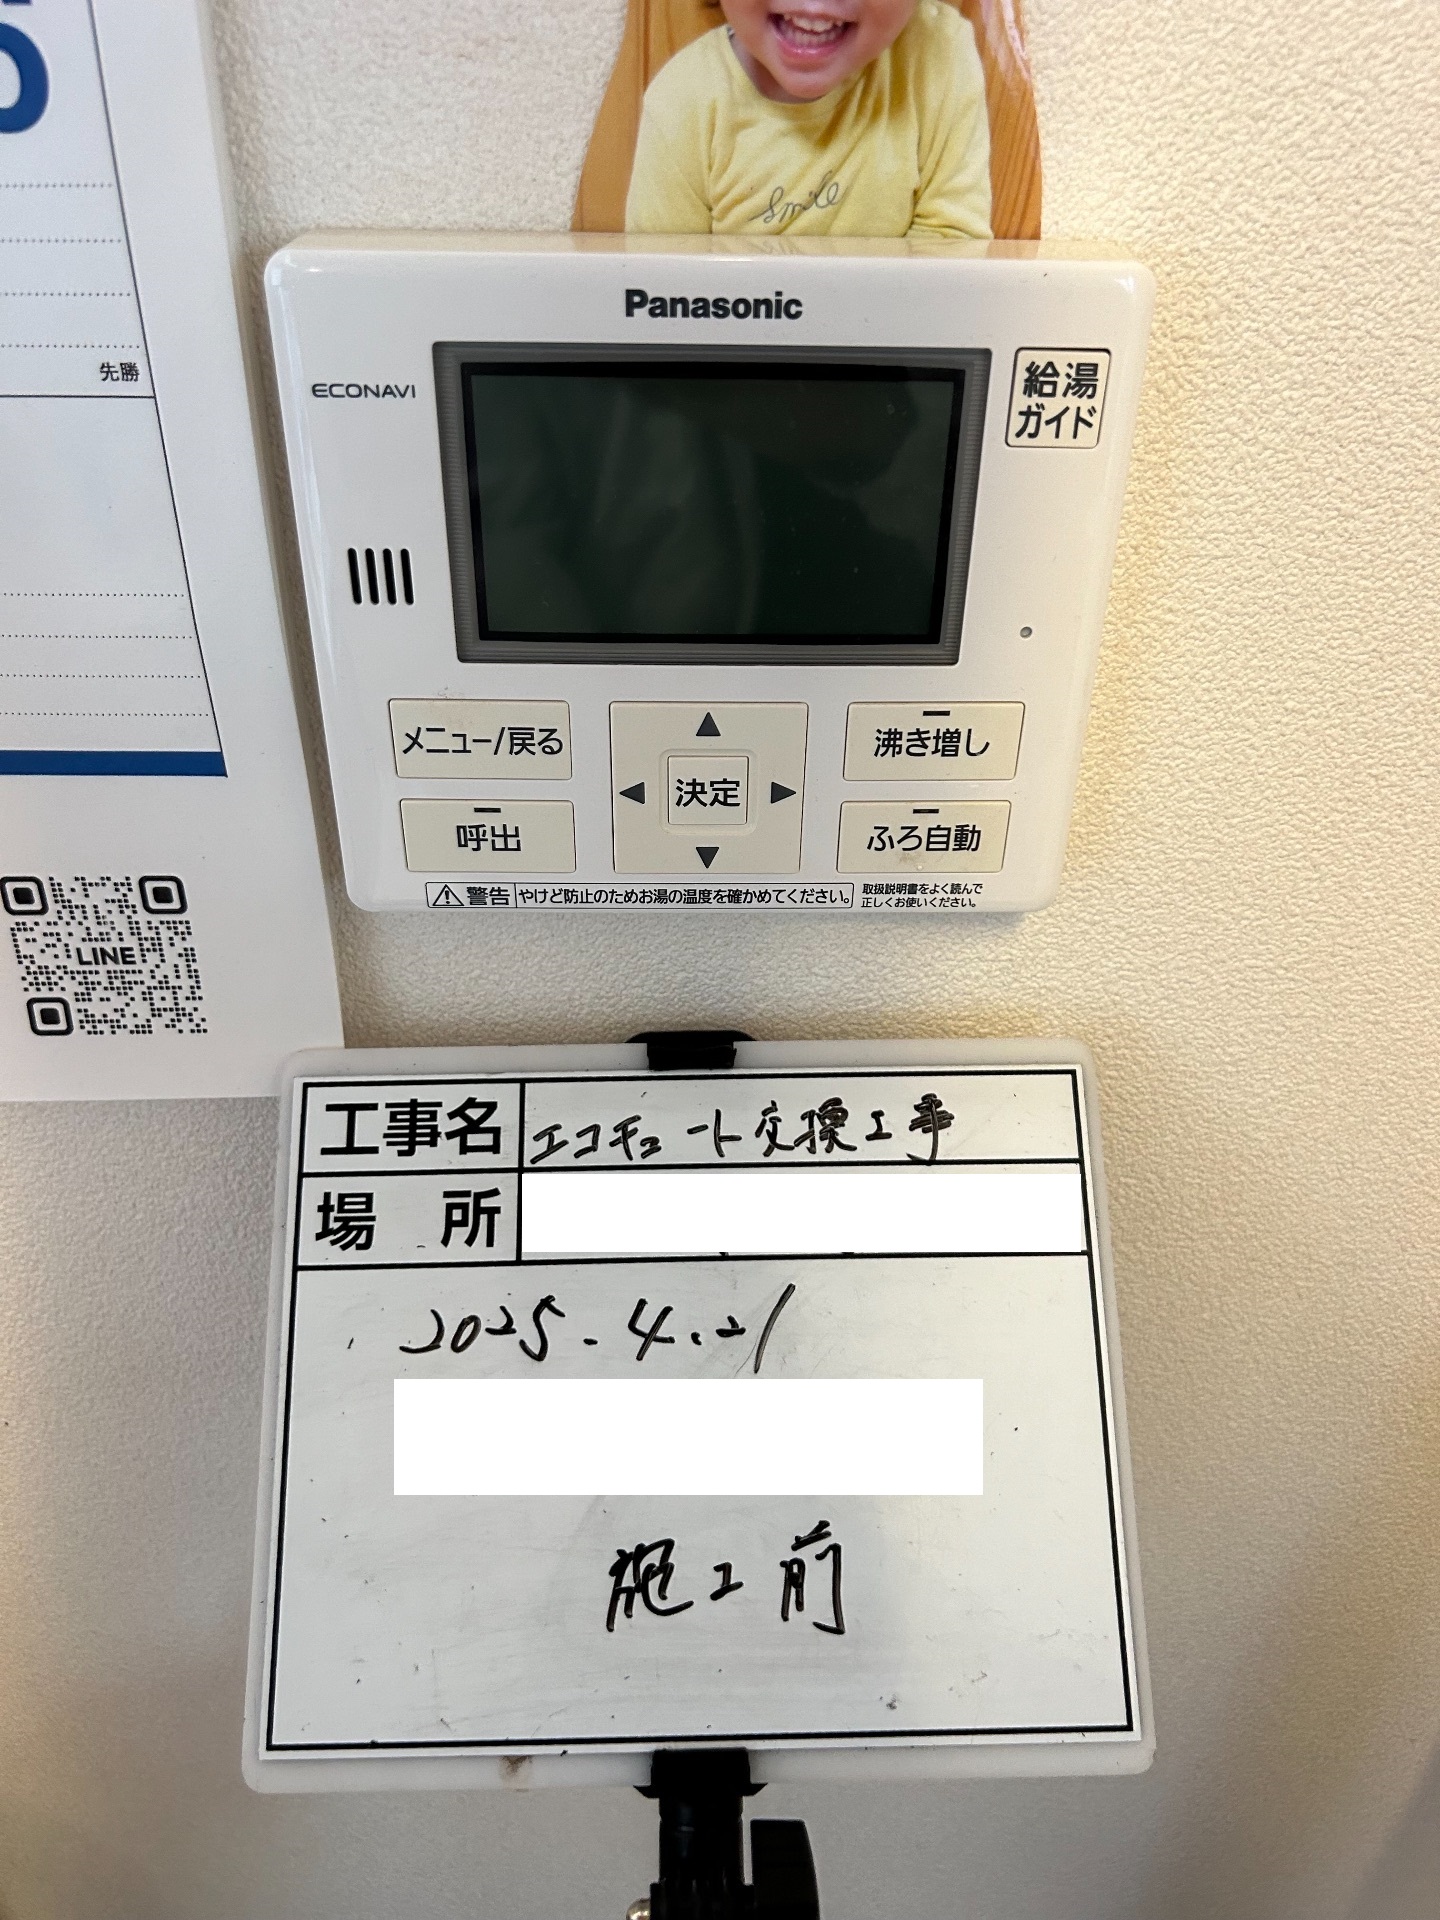 smile
Panasonic
ECONAVI
給湯
ガイド
先勝
メニュー/戻る
沸き増し
決定
呼出
ふろ自動
警告 やけど防止のためお湯の温度を確かめてください。
取扱説明書をよく読んで
正しくお使いください。
LINE
工事名 エコキュート交換工事
場 所
2025.4.21
施工前